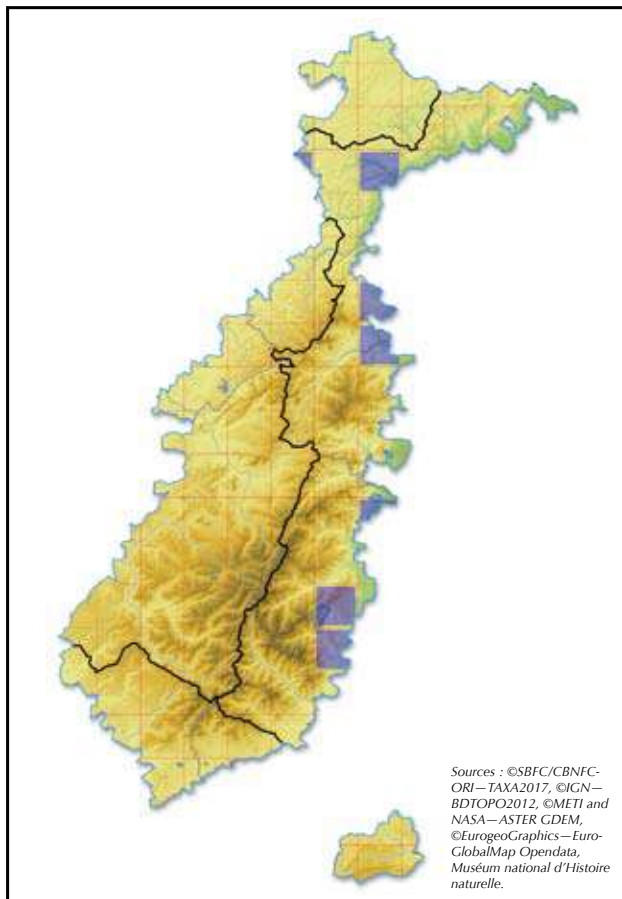 Sources : ©SBFC/CBNFC-
ORI—TAXA2017, ©IGN—
BDTOPO2012, ©METI and
NASA—ASTER GDEM,
©EurogeoGraphics—Euro-
GlobalMap Opendata,
Muséum national d’Histoire
naturelle.